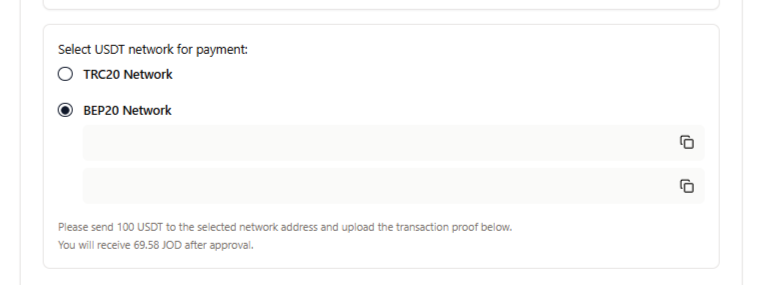 Select USDT network for payment:
TRC20 Network
BEP20 Network
Please send 100 USDT to the selected network address and upload the transaction proof below.
You will receive 69.58 JOD after approval.